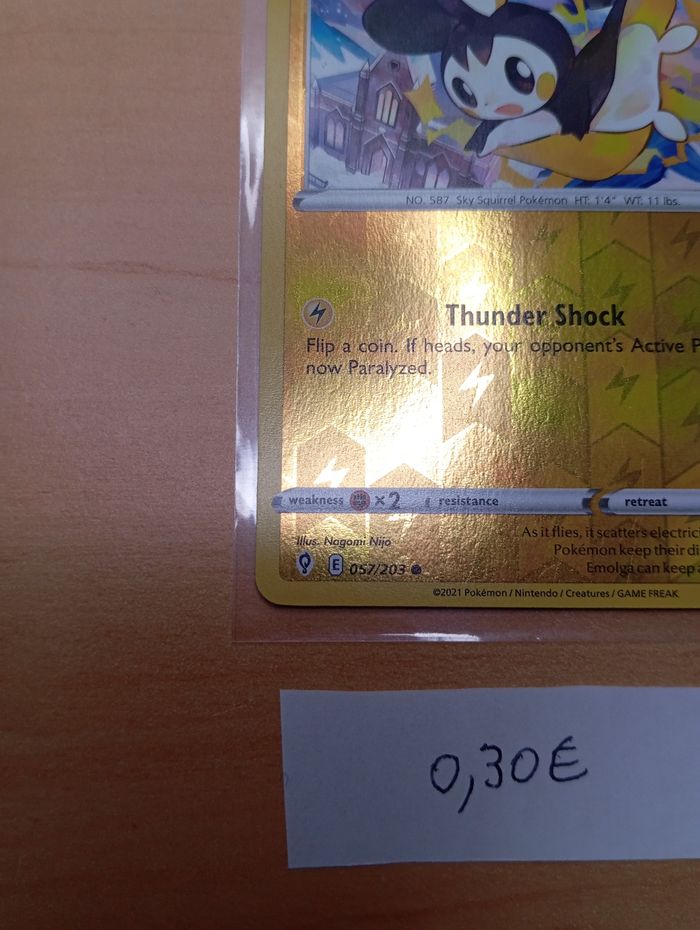 NO. 587 Sky Squirrel Pokémon HT: 1'4" WT: 11 lbs.
Thunder Shock
Flip a coin. If heads, your opponent's Active P
now Paralyzed.
weakness ×2 resistance retreat
Illus. Nagomi Nijo
As it flies, it scatters electric
Pokémon keep their di
Emolga can keep a
E 057/203
©2021 Pokémon / Nintendo / Creatures / GAME FREAK
0,30€